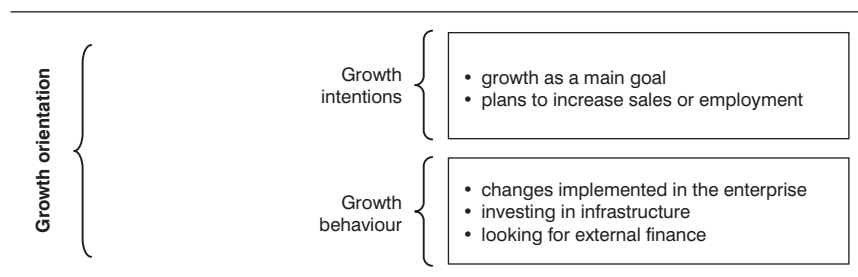 Growth orientation
Growth
intentions
• growth as a main goal
• plans to increase sales or employment
Growth
behaviour
• changes implemented in the enterprise
• investing in infrastructure
• looking for external finance